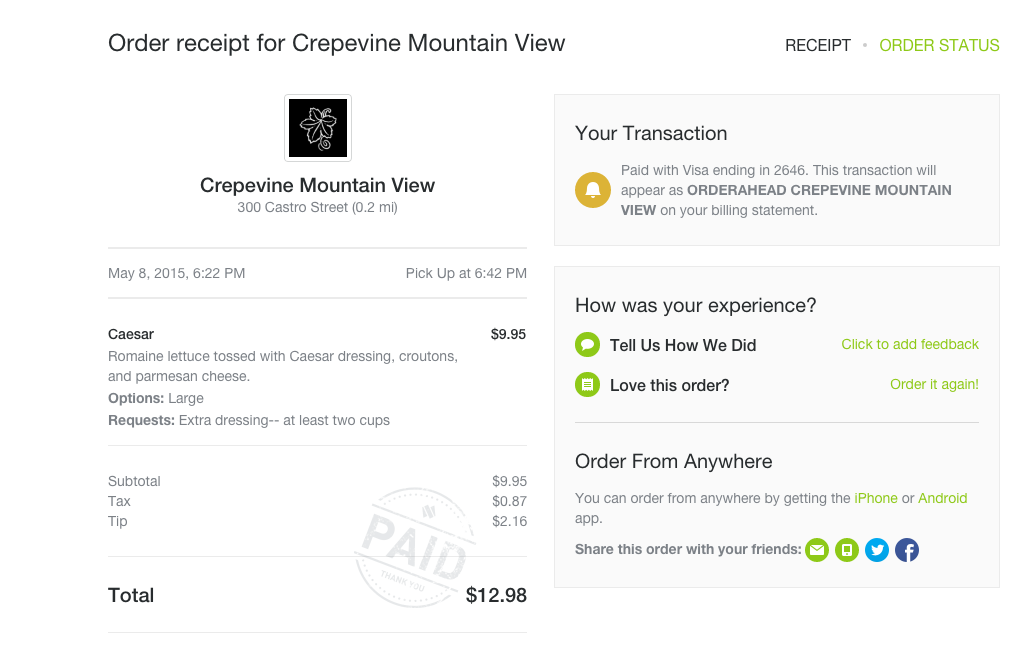 Order receipt for Crepevine Mountain View
RECEIPT • ORDER STATUS
Crepevine Mountain View
300 Castro Street (0.2 mi)
May 8, 2015, 6:22 PM
Pick Up at 6:42 PM
Caesar
$9.95
Romaine lettuce tossed with Caesar dressing, croutons,
and parmesan cheese.
Options: Large
Requests: Extra dressing-- at least two cups
Subtotal
$9.95
Tax
$0.87
Tip
$2.16
PAID
THANK YOU
Total
$12.98
Your Transaction
Paid with Visa ending in 2646. This transaction will
appear as ORDERAHEAD CREPEVINE MOUNTAIN
VIEW on your billing statement.
How was your experience?
Tell Us How We Did
Click to add feedback
Love this order?
Order it again!
Order From Anywhere
You can order from anywhere by getting the iPhone or Android
app.
Share this order with your friends: